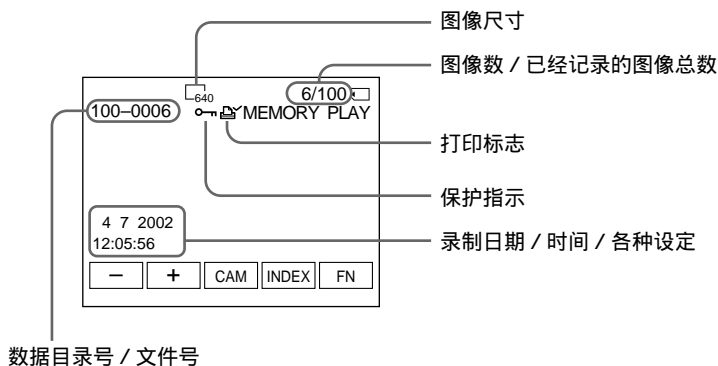 图像尺寸
图像数 / 已经记录的图像总数
640
6/100
100–0006
MEMORY PLAY
打印标志
保护指示
4 7 2002
12:05:56
录制日期 / 时间 / 各种设定
− + CAM INDEX FN
数据目录号 / 文件号